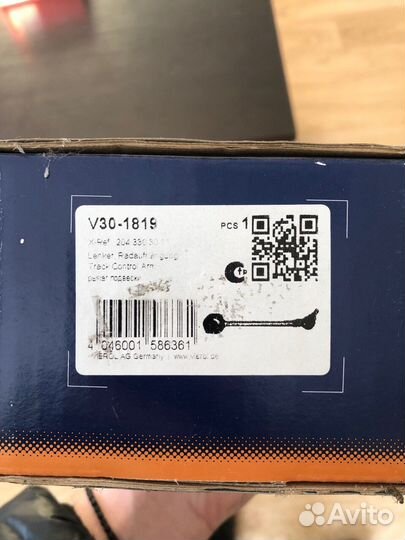 V30-1819
PCS 1
X-Ref.: 204 330 30 11
Lenker, Radaufhängung
Track Control Arm
рычаг подвески
4 046001 586361
VIEROL AG Germany | www.vierol.de
Avito